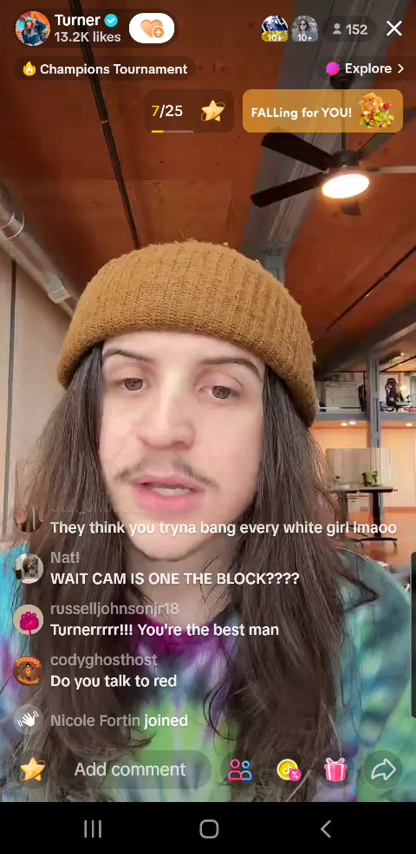 Turner
13.2K likes
10+
10+
152
Champions Tournament
Explore >
7/25
FALLing for YOU!
They think you tryna bang every white girl lmaoo
Nat!
WAIT CAM IS ONE THE BLOCK????
russelljohnsonjr18
Turnerrrrr!!! You're the best man
codyghosthost
Do you talk to red
Nicole Fortin joined
Add comment